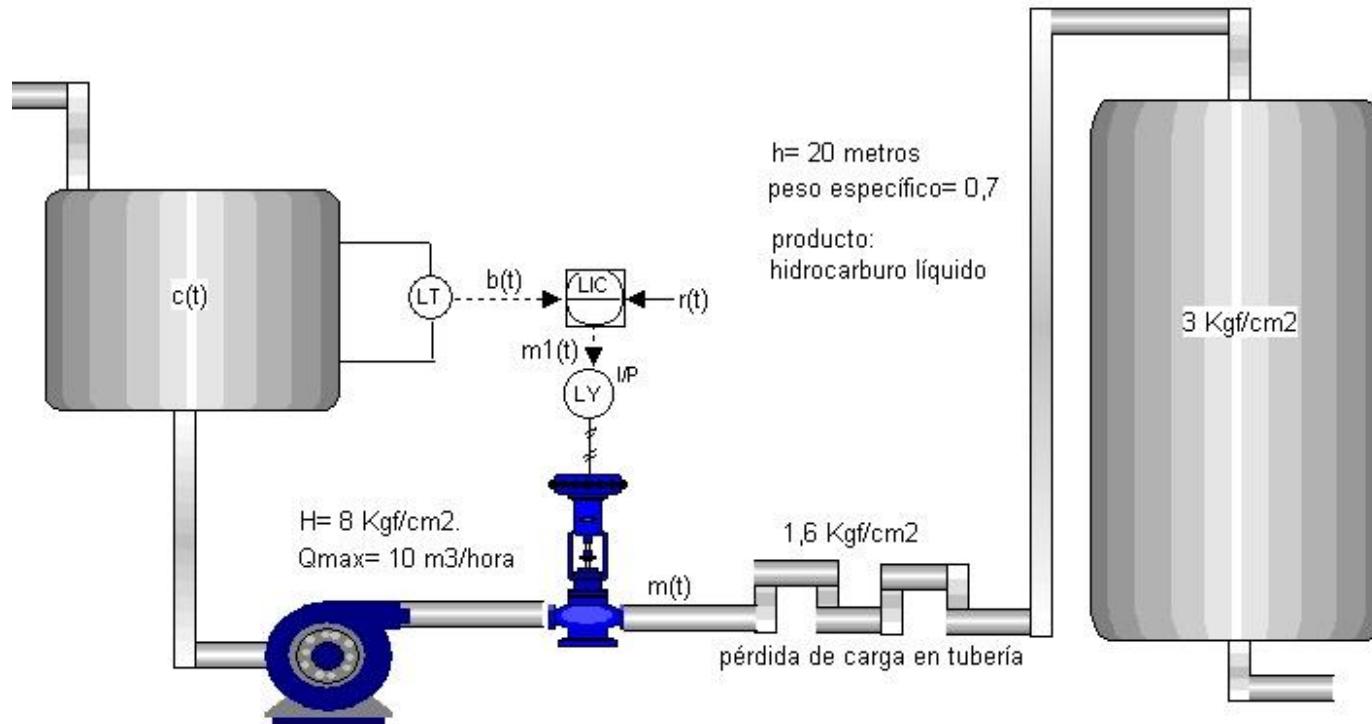 h= 20 metros
peso específico= 0,7
producto:
hidrocarburo líquido
c(t)
LT
b(t)
LIC
r(t)
3 Kgf/cm2
m1(t)
I/P
LY
H= 8 Kgf/cm2.
Qmax= 10 m3/hora
1,6 Kgf/cm2
m(t)
pérdida de carga en tubería